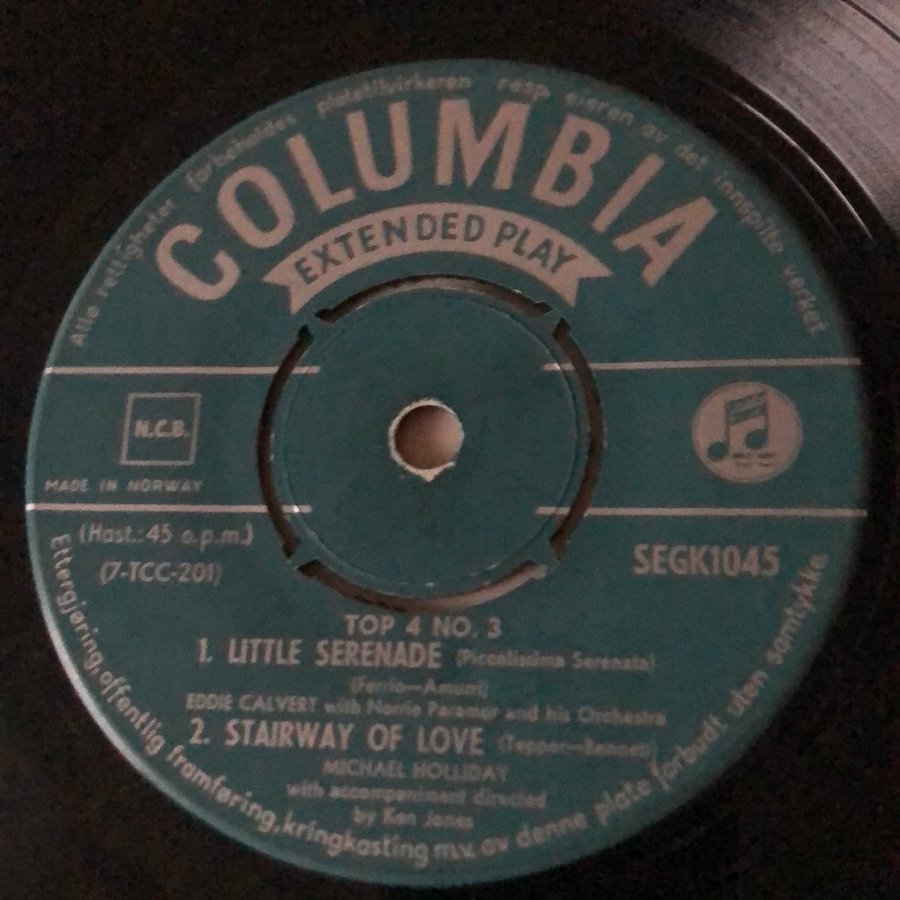 Alle rettigheter forbeholdes platetilvirkeren resp eieren av det innspilte verket
COLUMBIA
EXTENDED PLAY
N.C.B.
MADE IN NORWAY
(Hast.: 45 o.p.m.)
(7-TCC-201)
SEGK1045
TOP 4 NO. 3
1. LITTLE SERENADE (Piccolissima Serenata)
(Ferrio—Amurri)
EDDIE CALVERT with Norrie Paramor and his Orchestra
2. STAIRWAY OF LOVE (Tepper—Bennett)
MICHAEL HOLLIDAY
with accompaniment directed
by Ken Jones
Ettergjøring, offentlig framføring, kringkasting m.v. av denne plate forbudt uten samtykke